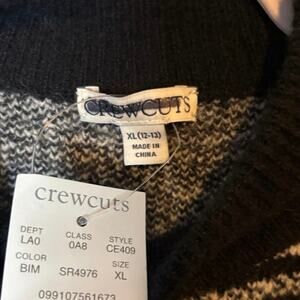 CREWCUTS
XL (12-13)
MADE IN
CHINA
crewcuts
DEPT CLASS STYLE
LA0 0A8 CE409
COLOR SIZE
BIM SR4976 XL
099107561673